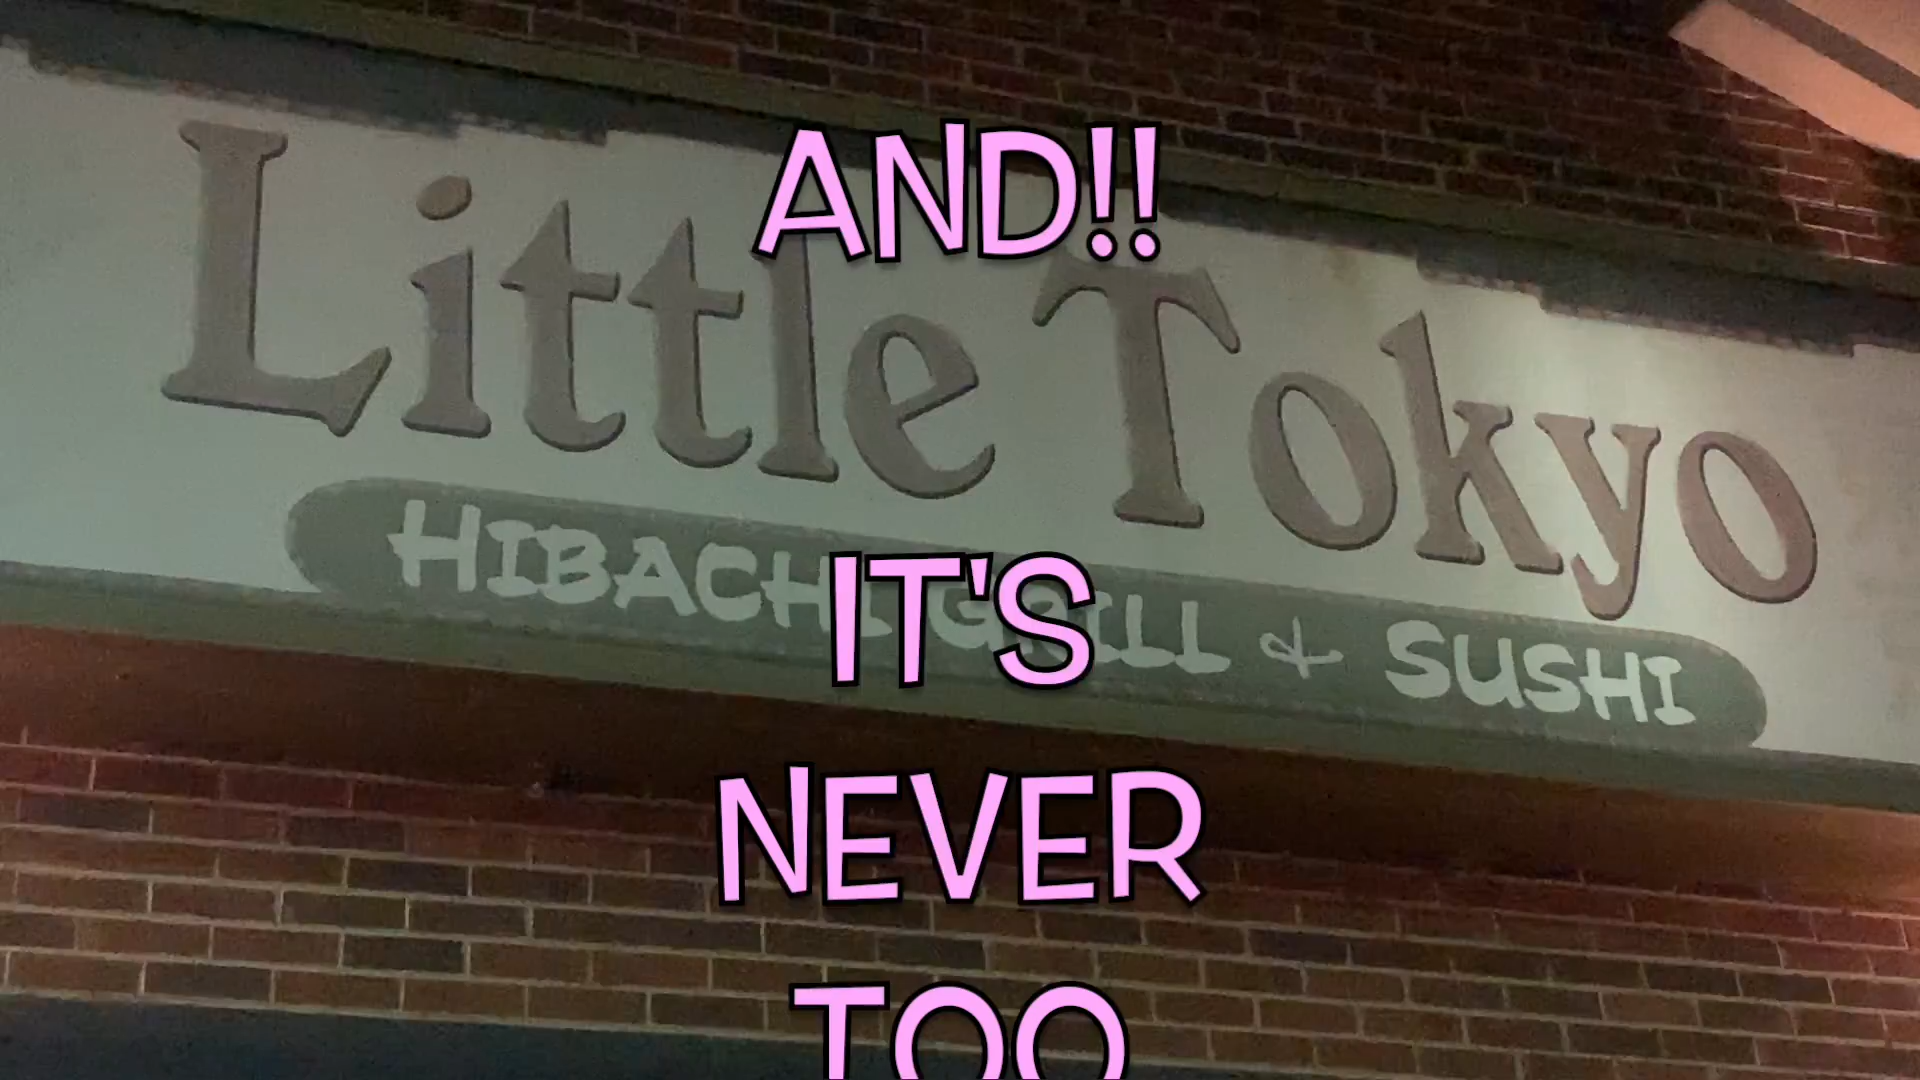 AND!!
Little Tokyo
HIBACHI GRILL & SUSHI
IT'S
NEVER
TOO